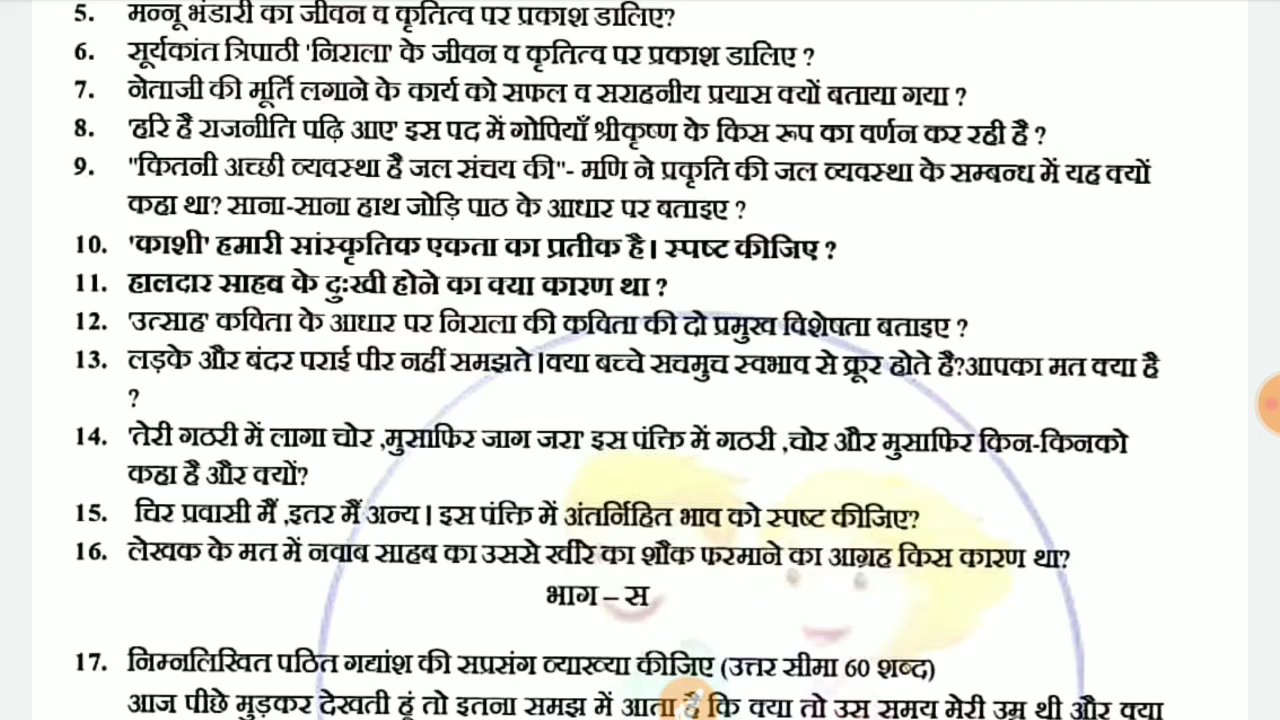 5. मन्नू भंडारी का जीवन व कृतित्व पर प्रकाश डालिए?
6. सूर्यकांत त्रिपाठी 'निराला' के जीवन व कृतित्व पर प्रकाश डालिए ?
7. नेताजी की मूर्ति लगाने के कार्य को सफल व सराहनीय प्रयास क्यों बताया गया ?
8. 'हरि है राजनीति पढ़ि आए' इस पद में गोपियाँ श्रीकृष्ण के किस रूप का वर्णन कर रही है ?
9. "कितनी अच्छी व्यवस्था है जल संचय की"- मणि ने प्रकृति की जल व्यवस्था के सम्बन्ध में यह क्यों
कहा था? साना-साना हाथ जोड़ि पाठ के आधार पर बताइए ?
10. 'काशी' हमारी सांस्कृतिक एकता का प्रतीक है। स्पष्ट कीजिए ?
11. हालदार साहब के दुःखी होने का क्या कारण था ?
12. 'उत्साह' कविता के आधार पर निराला की कविता की दो प्रमुख विशेषता बताइए ?
13. लड़के और बंदर पराई पीर नहीं समझते।क्या बच्चे सचमुच स्वभाव से क्रूर होते है?आपका मत क्या है
?
14. 'तेरी गठरी में लागा चोर ,मुसाफिर जाग जरा' इस पंक्ति में गठरी ,चोर और मुसाफिर किन-किनको
कहा है और क्यों?
15. चिर प्रवासी मैं ,इतर मैं अन्य। इस पंक्ति में अंतर्निहित भाव को स्पष्ट कीजिए?
16. लेखक के मत में नवाब साहब का उससे खीरे का शौक फरमाने का आग्रह किस कारण था?
भाग – स
17. निम्नलिखित पठित गद्यांश की सप्रसंग व्याख्या कीजिए (उत्तर सीमा 60 शब्द)
आज पीछे मुड़कर देखती हूं तो इतना समझ में आता है कि क्या तो उस समय मेरी उम्र थी और क्या